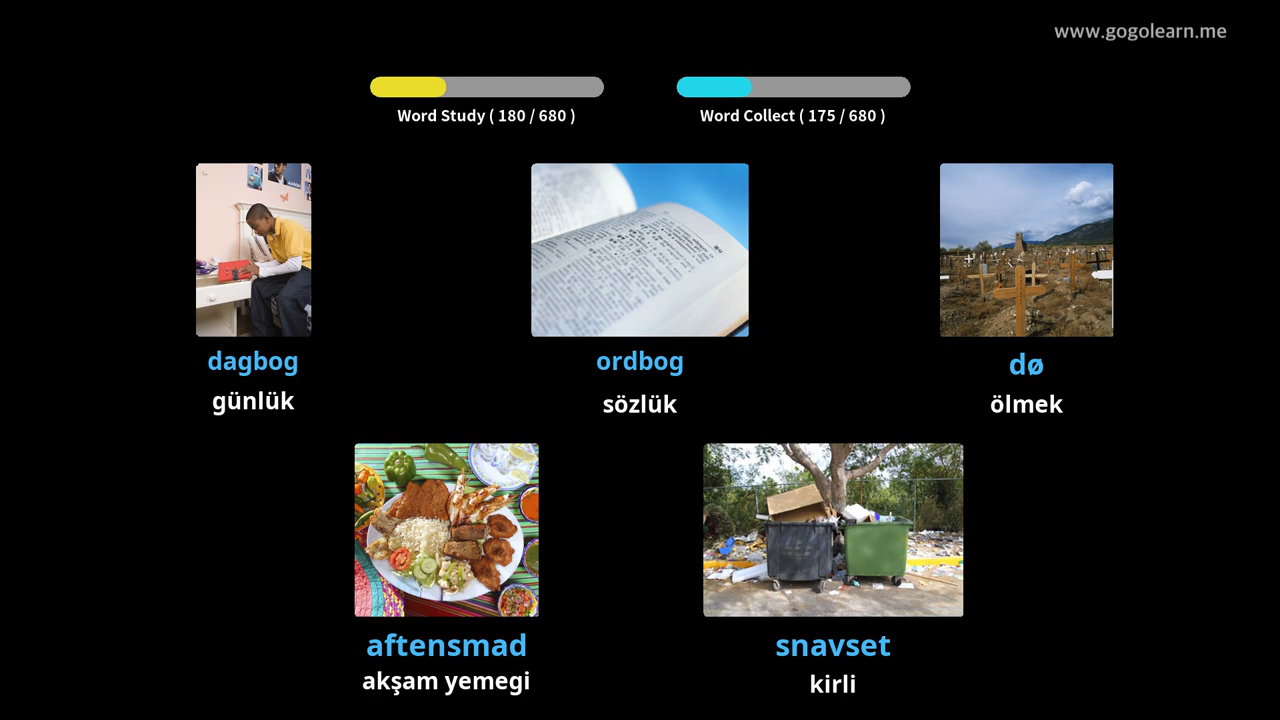 www.gogolearn.me
Word Study ( 180 / 680 )
Word Collect ( 175 / 680 )
dagbog
ordbog
dø
günlük
sözlük
ölmek
aftensmad
snavset
akşam yemegi
kirli